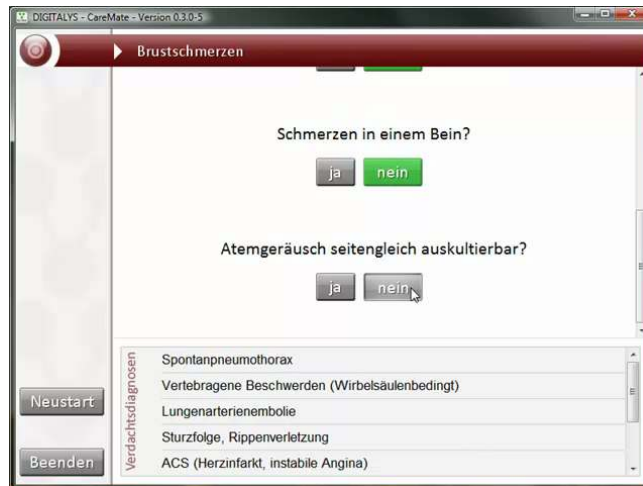 DIGITALYS - CareMate - Version 0.3.0-5
Brustschmerzen
Schmerzen in einem Bein?
ja nein
Atemgeräusch seitengleich auskultierbar?
ja nein
Verdachtsdiagnosen
Spontanpneumothorax
Vertebragene Beschwerden (Wirbelsäulenbedingt)
Lungenarterienembolie
Sturzfolge, Rippenverletzung
ACS (Herzinfarkt, instabile Angina)
Neustart
Beenden